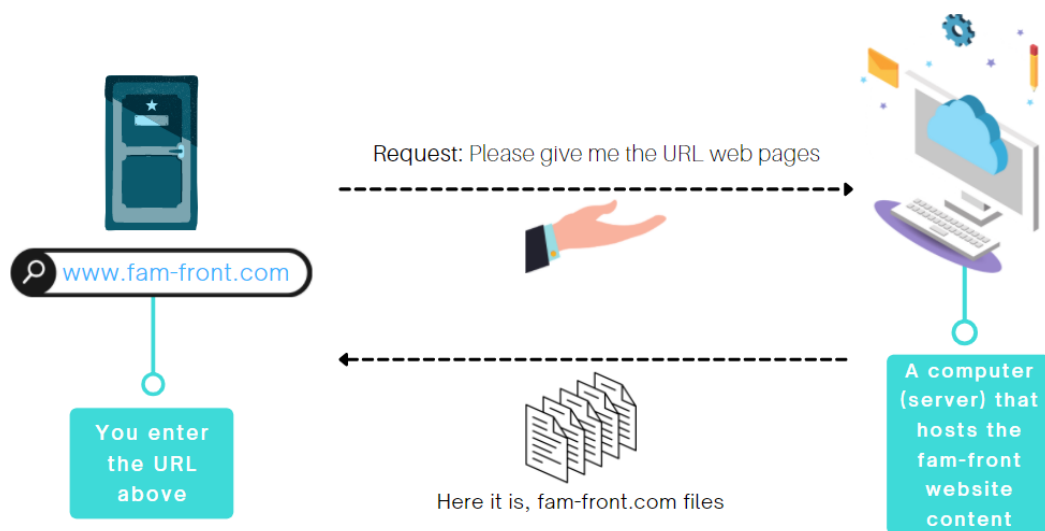 Request: Please give me the URL web pages
www.fam-front.com
You enter
the URL
above
A computer
(server) that
hosts the
fam-front
website
content
Here it is, fam-front.com files